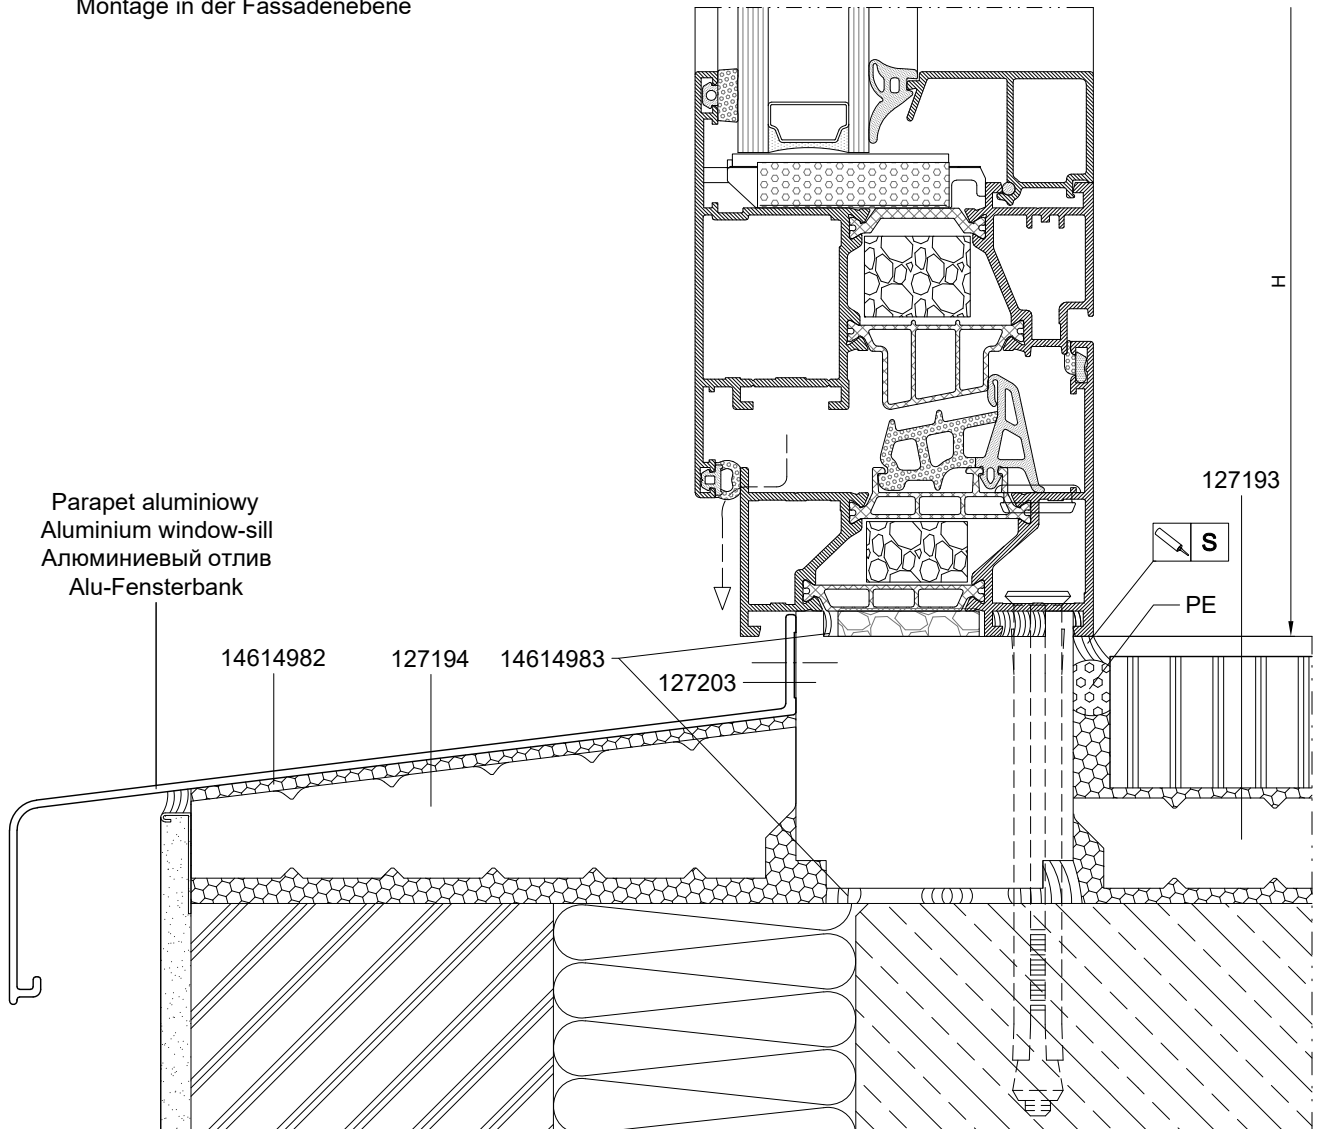 Montage in der Fassadenebene
H
127193
S
PE
Parapet aluminiowy
Aluminium window-sill
Алюминиевый отлив
Alu-Fensterbank
14614982
127194
14614983
127203